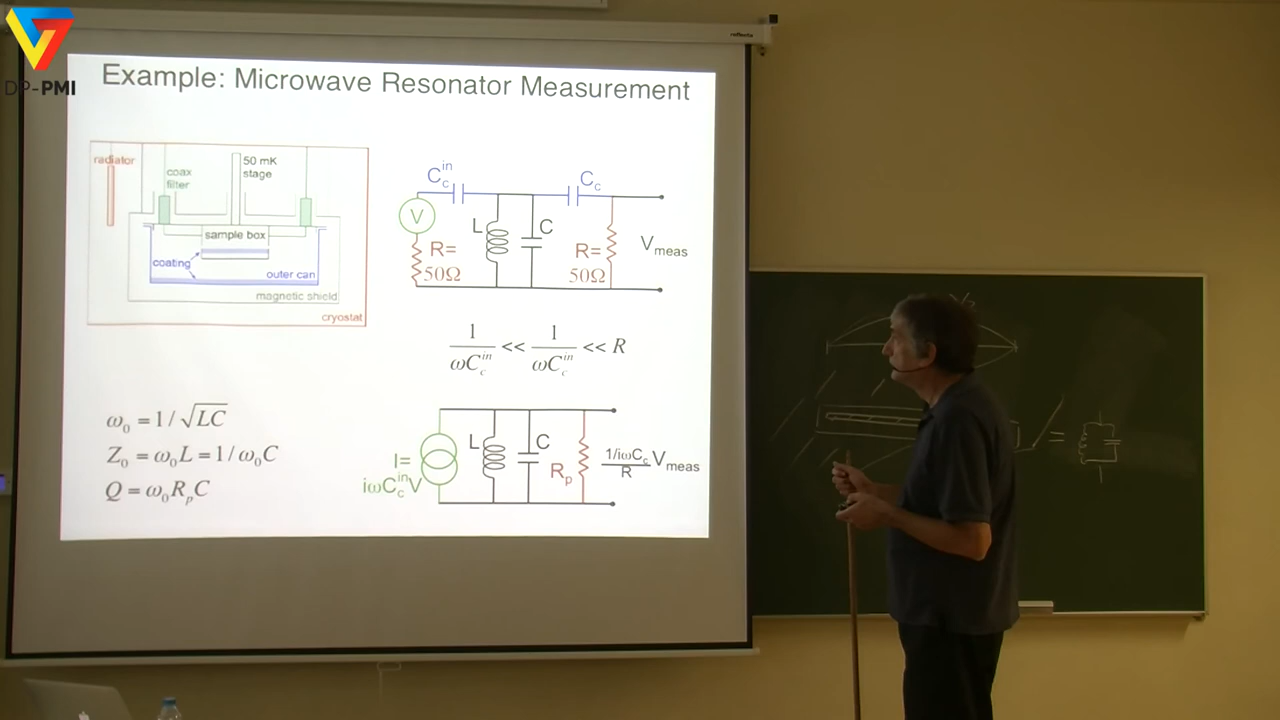 reflecta
DP-PMI
Example: Microwave Resonator Measurement
radiator
coax
filter
50 mK
stage
sample box
coating
outer can
magnetic shield
cryostat
C_c^in
C_c
V
L
C
R=
50Ω
R=
50Ω
V_meas
1/ωC_c^in << 1/ωC_c^in << R
ω_0 = 1/√LC
Z_0 = ω_0L = 1/ω_0C
Q = ω_0R_pC
I=
iωC_c^inV
L
C
R_p
1/iωC_c/R V_meas
=